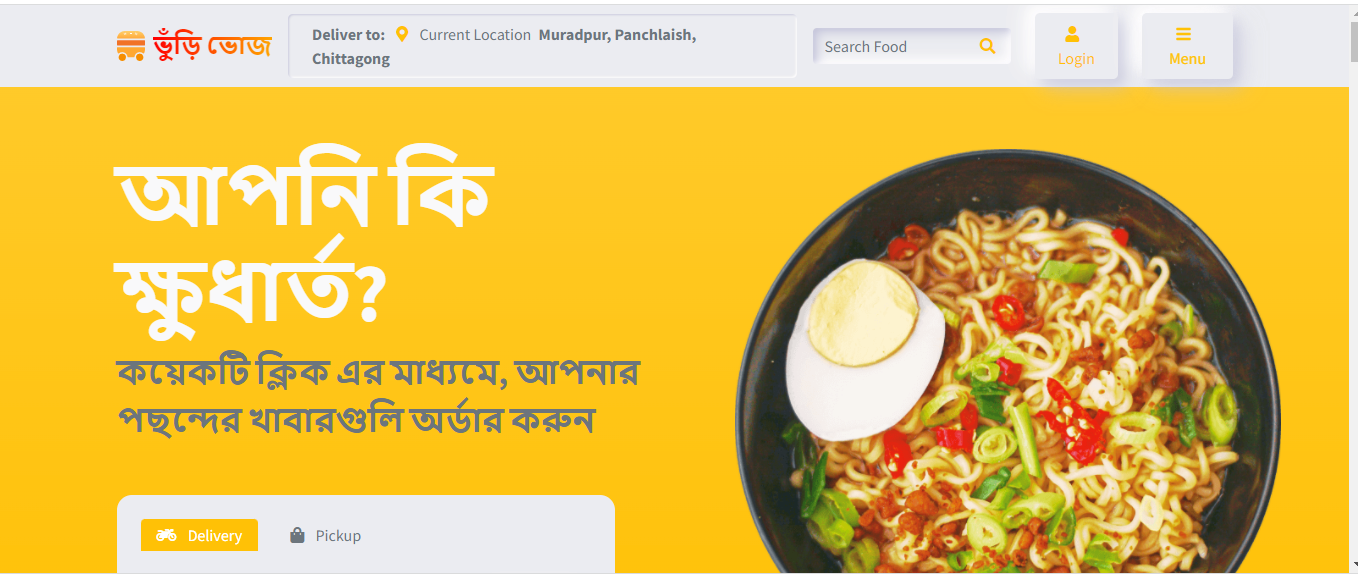 ভুঁড়ি ভোজ
Deliver to: Current Location Muradpur, Panchlaish,
Chittagong
Search Food
Login
Menu
আপনি কি
ক্ষুধার্ত?
কয়েকটি ক্লিক এর মাধ্যমে, আপনার
পছন্দের খাবারগুলি অর্ডার করুন
Delivery
Pickup